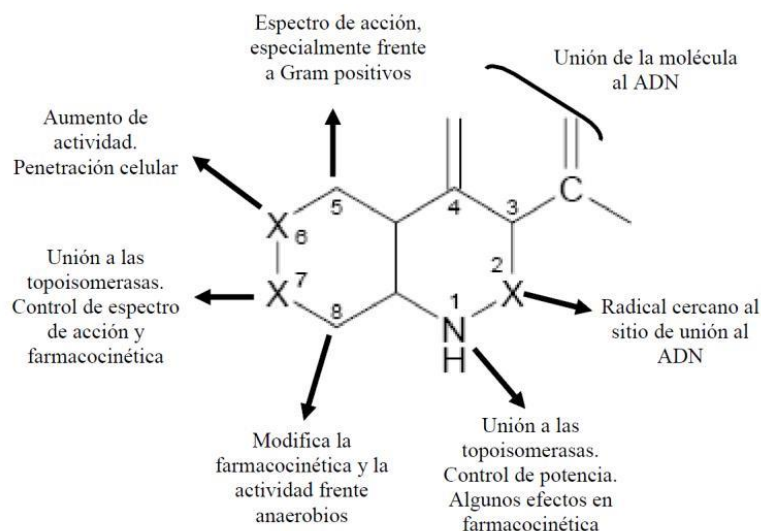 Espectro de acción,
especialmente frente
a Gram positivos
Unión de la molécula
al ADN
Aumento de
actividad.
Penetración celular
5
4
3
C
X
6
2
Unión a las
topoisomerasas.
Control de espectro
de acción y
farmacocinética
X
7
8
1
N
H
X
Radical cercano al
sitio de unión al
ADN
Modifica la
farmacocinética y la
actividad frente
anaerobios
Unión a las
topoisomerasas.
Control de potencia.
Algunos efectos en
farmacocinética